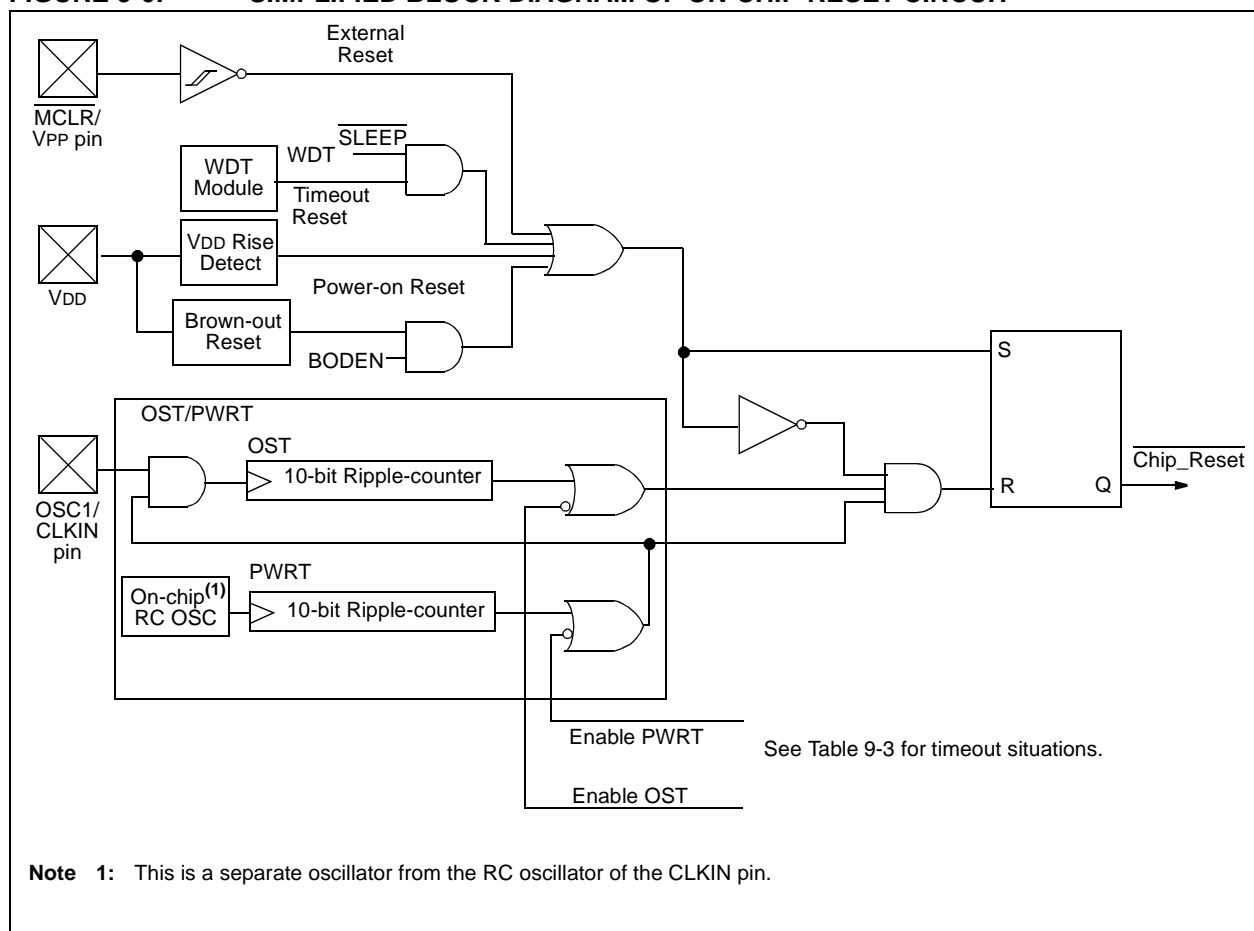 FIGURE 9-6: SIMPLIFIED BLOCK DIAGRAM OF ON-CHIP RESET CIRCUIT
External
Reset
MCLR/
VPP pin
SLEEP
WDT
WDT
Module
Timeout
Reset
VDD Rise
Detect
VDD
Power-on Reset
Brown-out
Reset
BODEN
S
OST/PWRT
OST
10-bit Ripple-counter
Chip_Reset
R
Q
OSC1/
CLKIN
pin
PWRT
On-chip(1)
RC OSC
10-bit Ripple-counter
Enable PWRT
See Table 9-3 for timeout situations.
Enable OST
Note 1: This is a separate oscillator from the RC oscillator of the CLKIN pin.